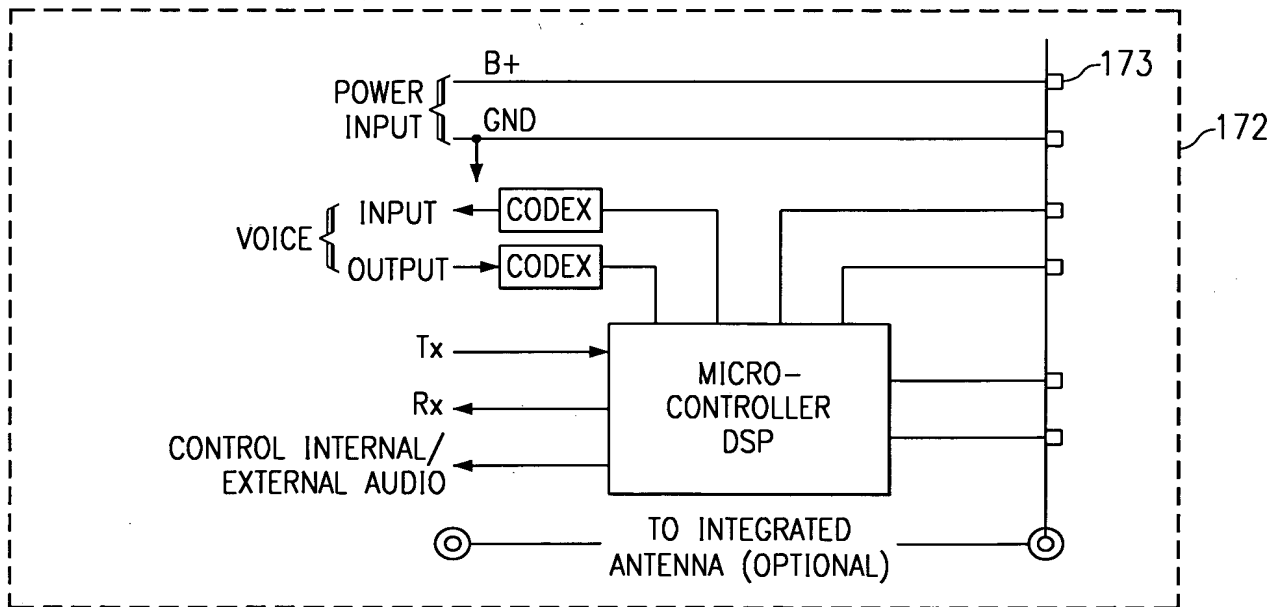 B+
173
POWER
INPUT
GND
172
INPUT
CODEX
VOICE
OUTPUT
CODEX
Tx
MICRO-
CONTROLLER
DSP
Rx
CONTROL INTERNAL/
EXTERNAL AUDIO
TO INTEGRATED
ANTENNA (OPTIONAL)